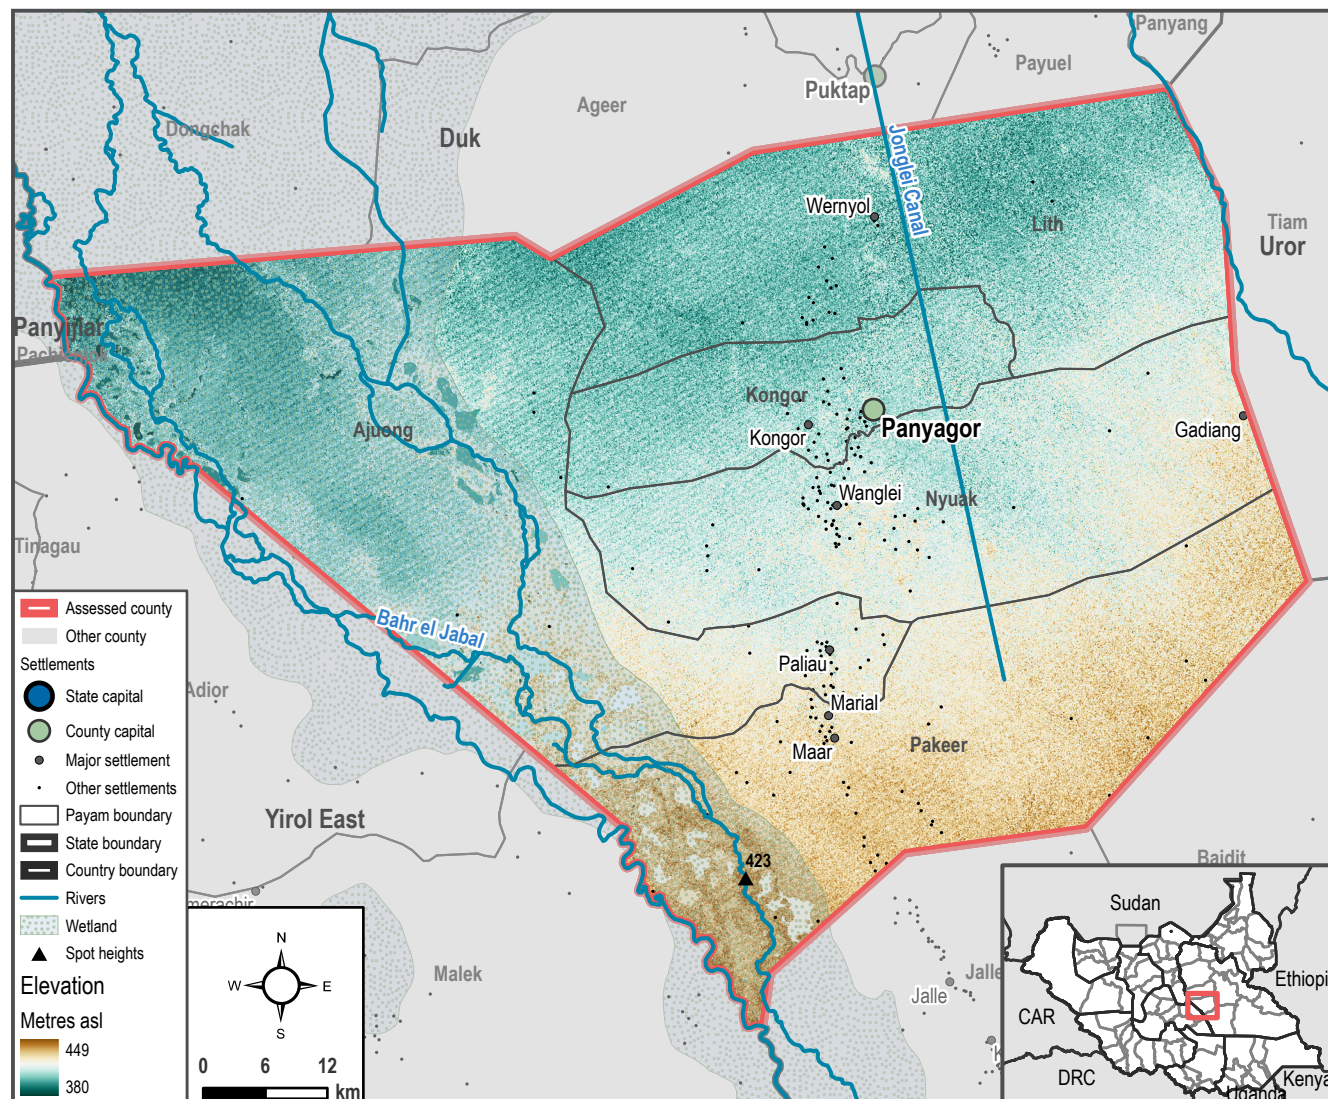 Panyang
Payuel
Puktap
Ageer
Dongchak
Duk
Jonglei Canal
Wernyol
Lith
Tiam
Uror
Panyijiar
Kongor
Ajuong
Panyagor
Kongor
Gadiang
Wanglei
Nyuak
Tinagau
Bahr el Jabal
Paliau
Adior
Marial
Maar
Pakeer
Yirol East
423
Baidit
Malek
Jalle
Jalle
Assessed county
Other county
Settlements
State capital
County capital
Major settlement
Other settlements
Payam boundary
State boundary
Country boundary
Rivers
Wetland
Spot heights
Elevation
Metres asl
449
380
N
W E
S
0 6 12
km
Sudan
Ethiopi
CAR
DRC
Kenya
Uganda